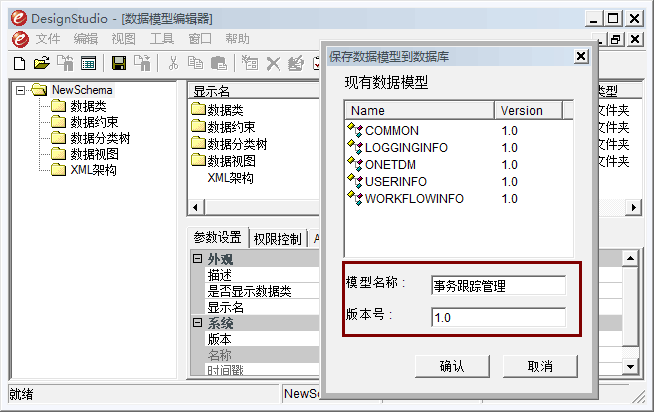 DesignStudio - [数据模型编辑器]
文件 编辑 视图 工具 窗口 帮助
NewSchema
数据类
数据约束
数据分类树
数据视图
XML架构
显示名
类型
数据类
文件夹
数据约束
文件夹
数据分类树
文件夹
数据视图
文件夹
XML架构
参数设置 权限控制
外观
描述
是否显示数据类
显示名
系统
版本
名称
时间戳
就绪
NewS
保存数据模型到数据库
现有数据模型
Name Version
COMMON 1.0
LOGGINGINFO 1.0
ONETDM 1.0
USERINFO 1.0
WORKFLOWINFO 1.0
模型名称: 事务跟踪管理
版本号: 1.0
确认 取消